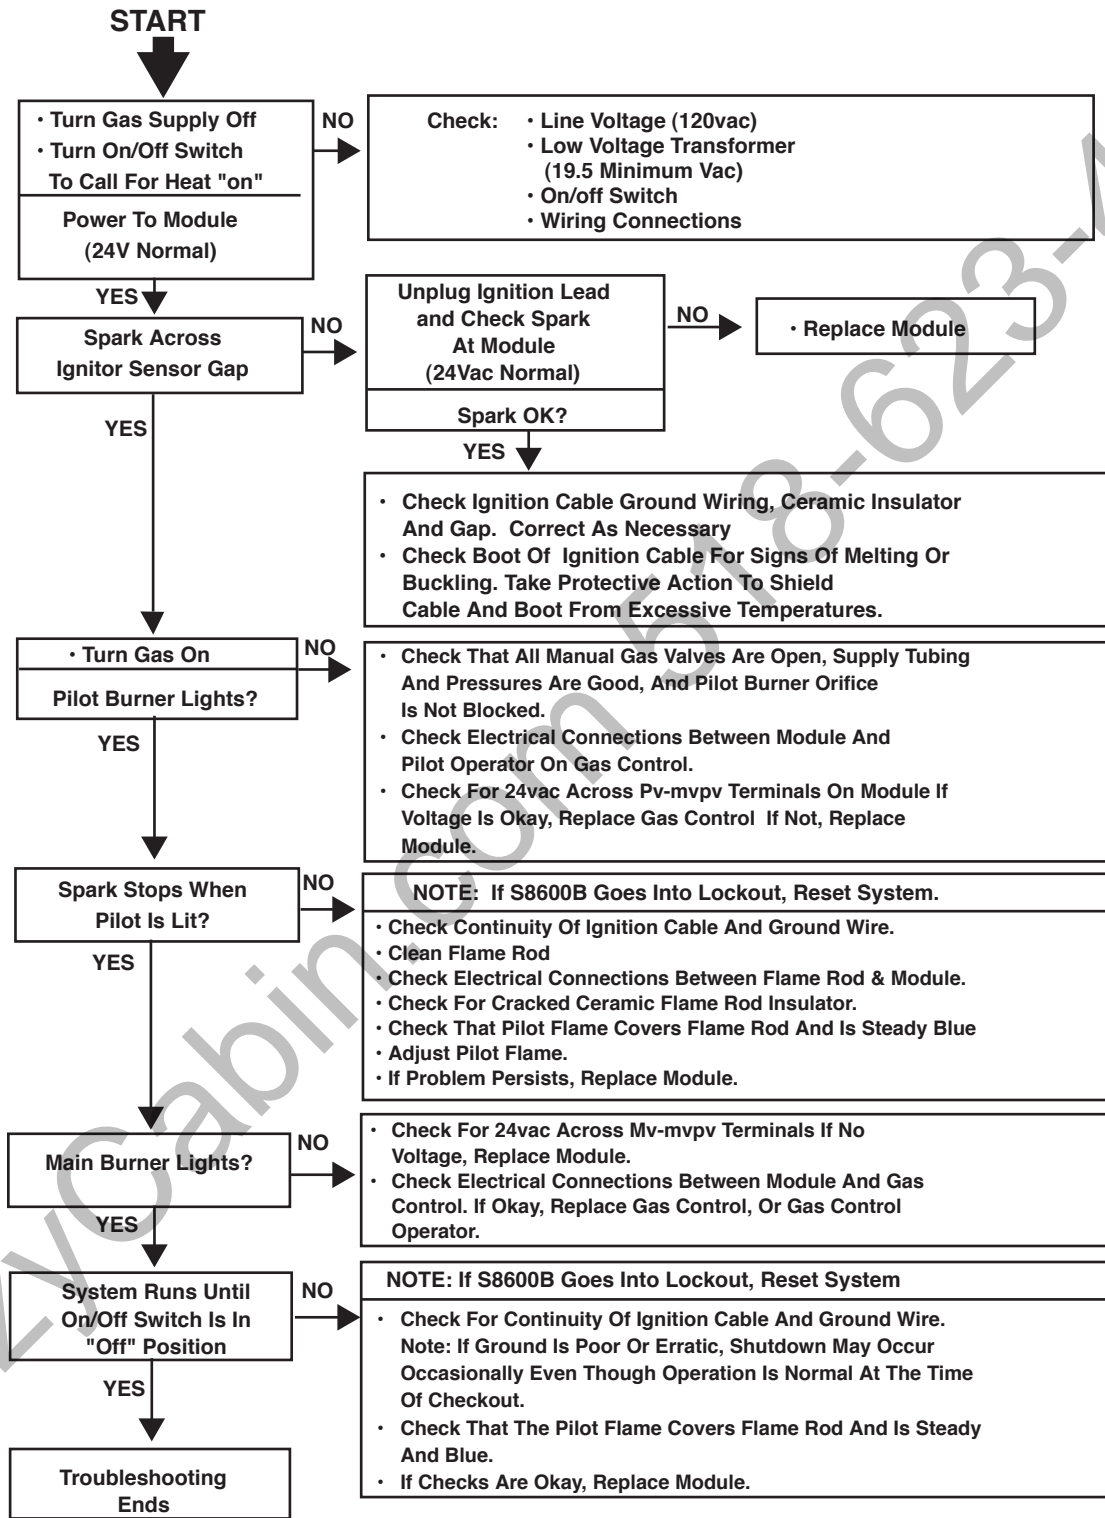 START
• Turn Gas Supply Off
• Turn On/Off Switch
To Call For Heat "on"
Power To Module
(24V Normal)
NO
Check: • Line Voltage (120vac)
• Low Voltage Transformer
(19.5 Minimum Vac)
• On/off Switch
• Wiring Connections
YES
Spark Across
Ignitor Sensor Gap
NO
Unplug Ignition Lead
and Check Spark
At Module
(24Vac Normal)
Spark OK?
NO
• Replace Module
YES
YES
• Check Ignition Cable Ground Wiring, Ceramic Insulator
And Gap. Correct As Necessary
• Check Boot Of Ignition Cable For Signs Of Melting Or
Buckling. Take Protective Action To Shield
Cable And Boot From Excessive Temperatures.
• Turn Gas On
Pilot Burner Lights?
NO
• Check That All Manual Gas Valves Are Open, Supply Tubing
And Pressures Are Good, And Pilot Burner Orifice
Is Not Blocked.
• Check Electrical Connections Between Module And
Pilot Operator On Gas Control.
• Check For 24vac Across Pv-mvpv Terminals On Module If
Voltage Is Okay, Replace Gas Control If Not, Replace
Module.
YES
Spark Stops When
Pilot Is Lit?
NO
NOTE: If S8600B Goes Into Lockout, Reset System.
• Check Continuity Of Ignition Cable And Ground Wire.
• Clean Flame Rod
• Check Electrical Connections Between Flame Rod & Module.
• Check For Cracked Ceramic Flame Rod Insulator.
• Check That Pilot Flame Covers Flame Rod And Is Steady Blue
• Adjust Pilot Flame.
• If Problem Persists, Replace Module.
YES
Main Burner Lights?
NO
• Check For 24vac Across Mv-mvpv Terminals If No
Voltage, Replace Module.
• Check Electrical Connections Between Module And Gas
Control. If Okay, Replace Gas Control, Or Gas Control
Operator.
YES
System Runs Until
On/Off Switch Is In
"Off" Position
NO
NOTE: If S8600B Goes Into Lockout, Reset System
• Check For Continuity Of Ignition Cable And Ground Wire.
Note: If Ground Is Poor Or Erratic, Shutdown May Occur
Occasionally Even Though Operation Is Normal At The Time
Of Checkout.
• Check That The Pilot Flame Covers Flame Rod And Is Steady
And Blue.
• If Checks Are Okay, Replace Module.
YES
Troubleshooting
Ends
zyCabin.com 518-623-4